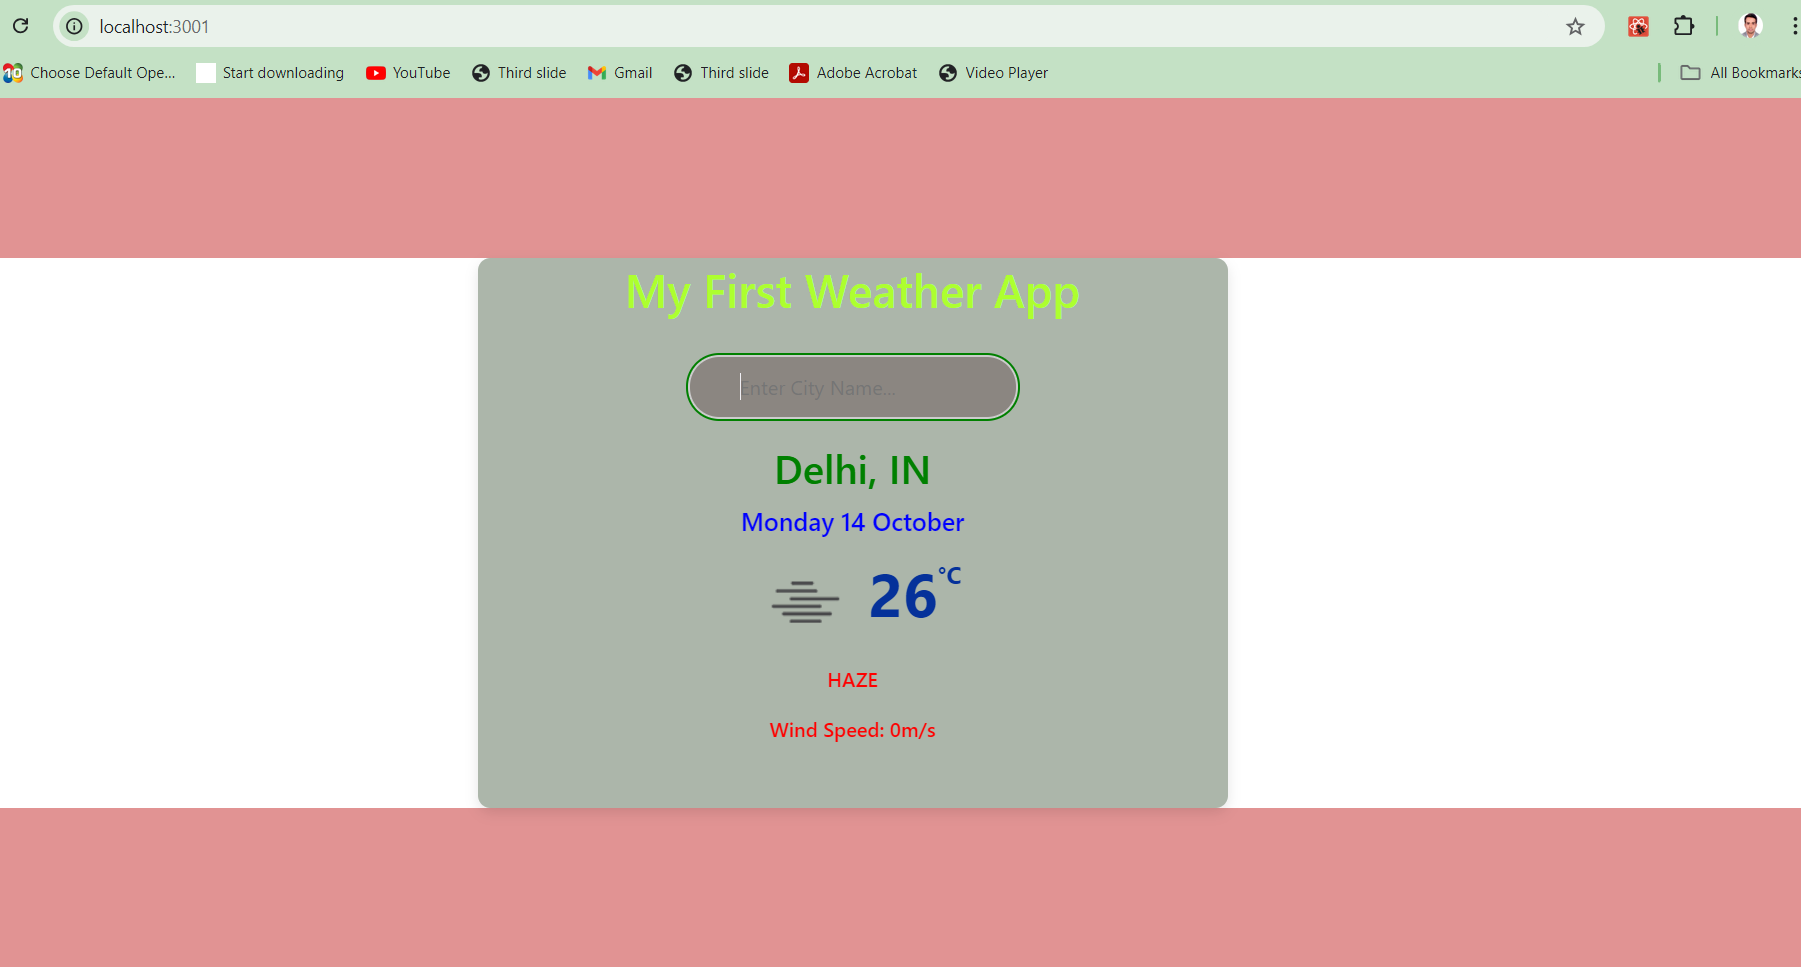 localhost:3001
10 Choose Default Ope... Start downloading YouTube Third slide Gmail Third slide Adobe Acrobat Video Player All Bookmarks
My First Weather App
Enter City Name...
Delhi, IN
Monday 14 October
26°C
HAZE
Wind Speed: 0m/s